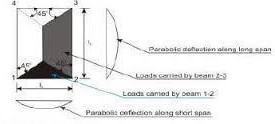 4 3
45°
Parabolic deflection along long span
Loads carried by beam 2-3
45° 45°
1 2
Loads carried by beam 1-2
Parabolic deflection along short span